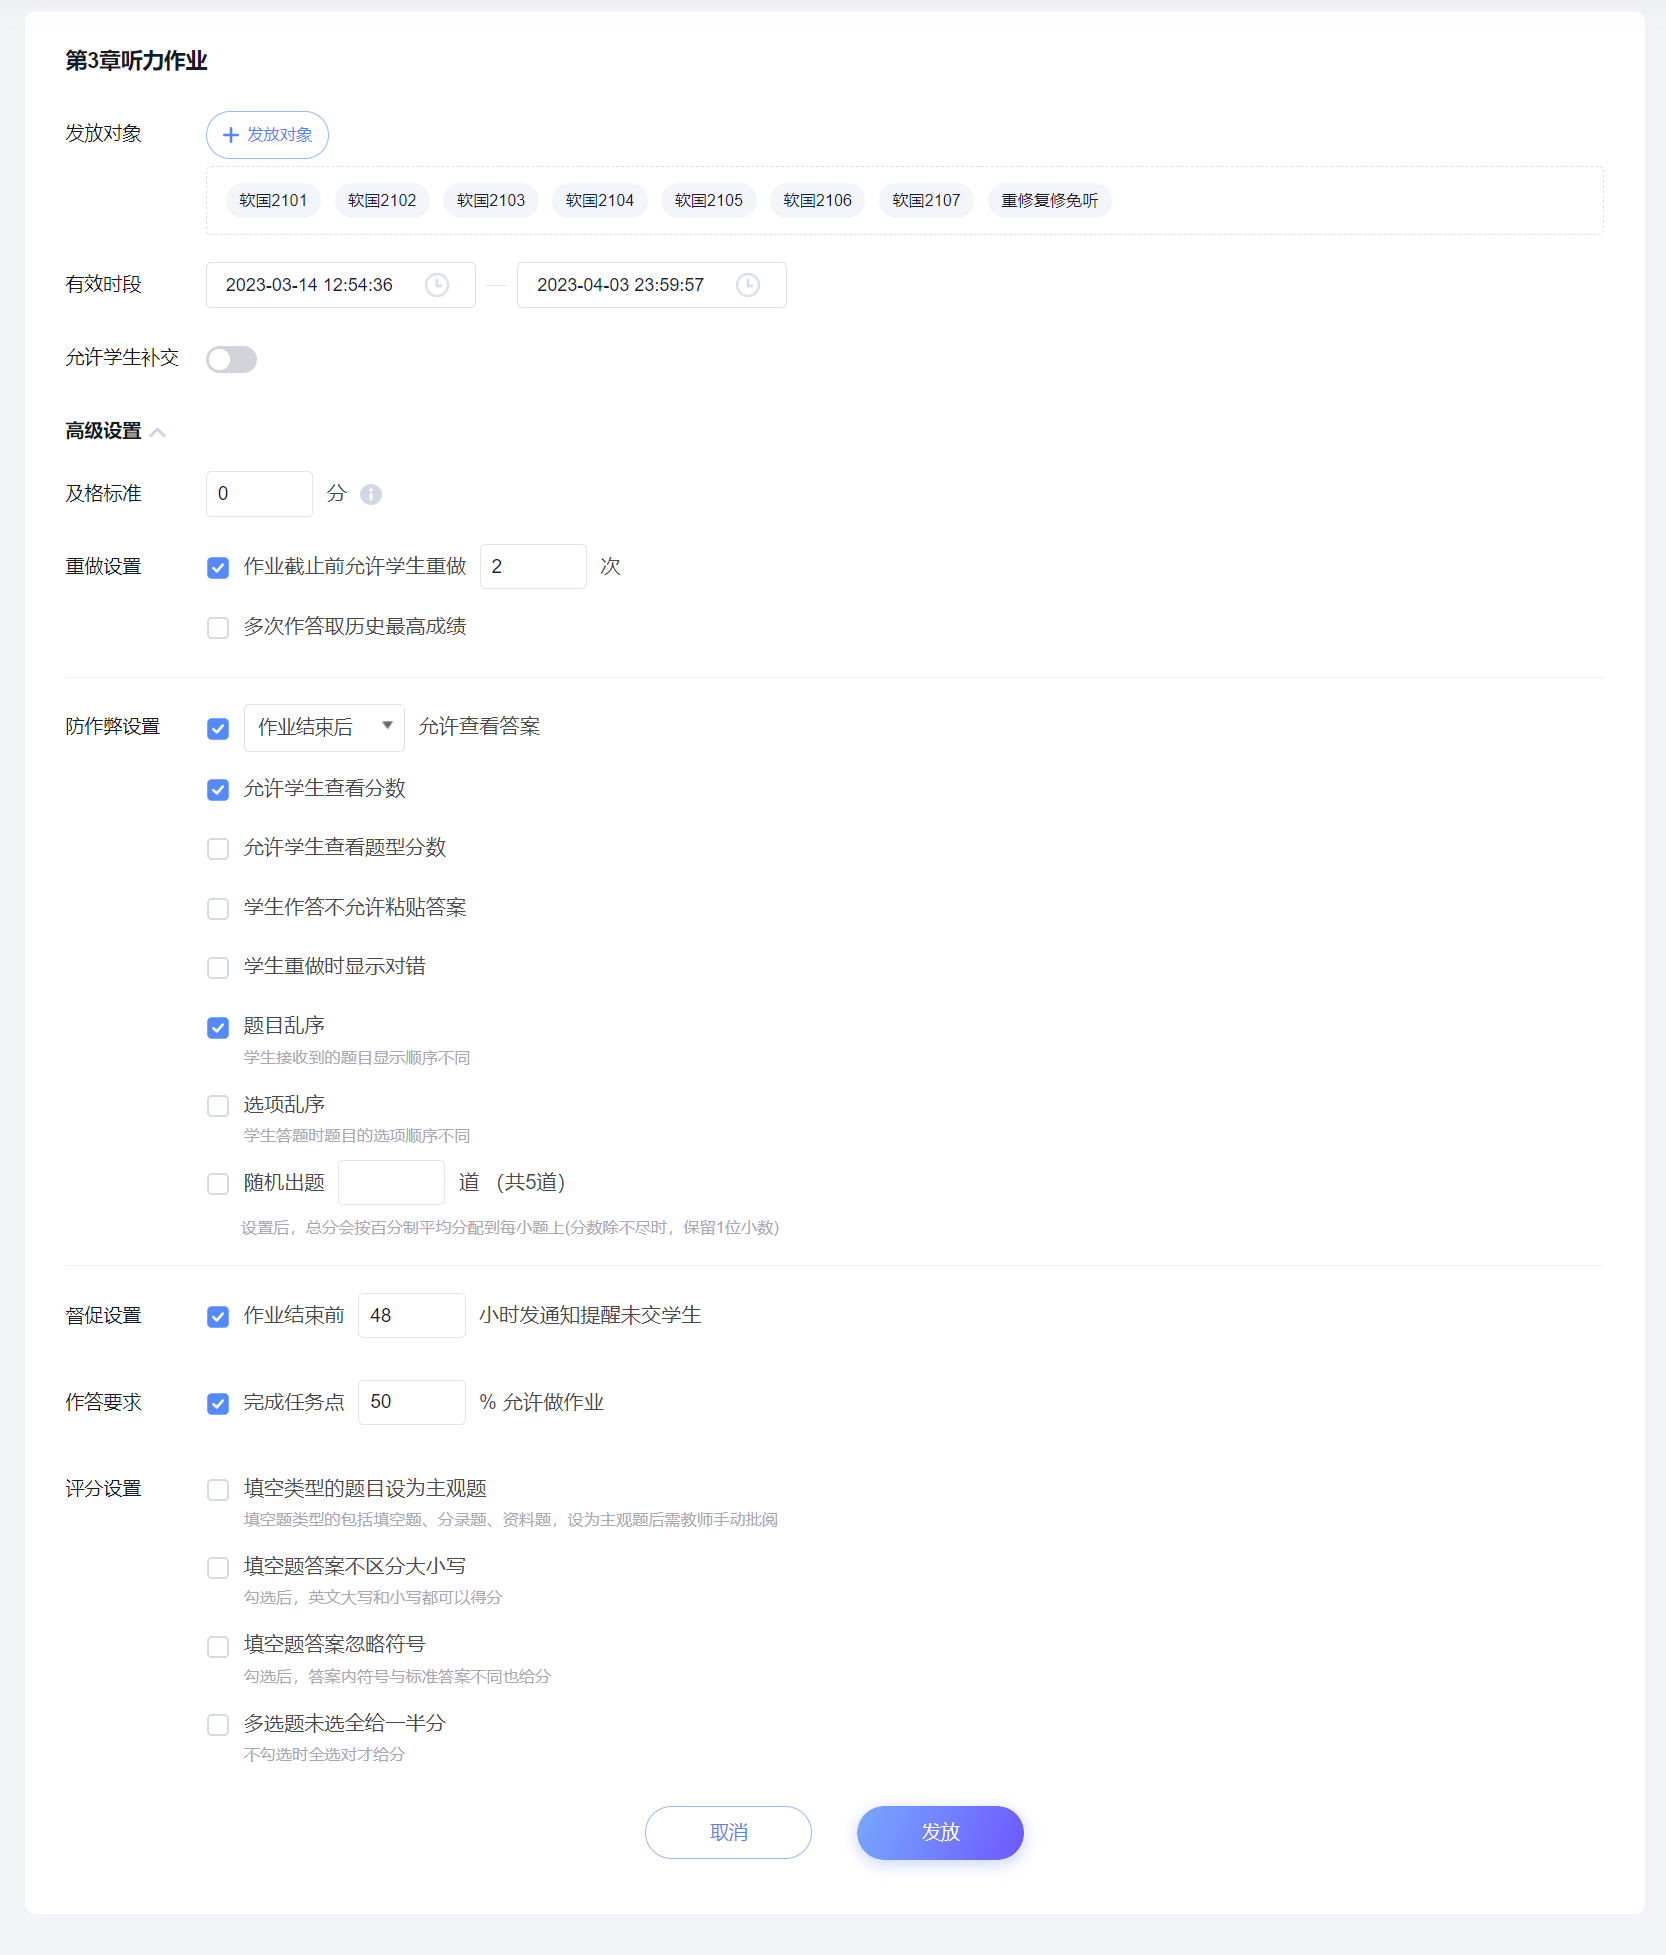 第3章听力作业
发放对象
+ 发放对象
软国2101 软国2102 软国2103 软国2104 软国2105 软国2106 软国2107 重修复修免听
有效时段 2023-03-14 12:54:36 — 2023-04-03 23:59:57
允许学生补交
高级设置
及格标准 0 分
重做设置 作业截止前允许学生重做 2 次
多次作答取历史最高成绩
防作弊设置 作业结束后 允许查看答案
允许学生查看分数
允许学生查看题型分数
学生作答不允许粘贴答案
学生重做时显示对错
题目乱序
学生接收到的题目显示顺序不同
选项乱序
学生答题时题目的选项顺序不同
随机出题 道 （共5道）
设置后，总分会按百分制平均分配到每小题上(分数除不尽时，保留1位小数)
督促设置 作业结束前 48 小时发通知提醒未交学生
作答要求 完成任务点 50 % 允许做作业
评分设置 填空类型的题目设为主观题
填空题类型的包括填空题、分录题、资料题，设为主观题后需教师手动批阅
填空题答案不区分大小写
勾选后，英文大写和小写都可以得分
填空题答案忽略符号
勾选后，答案内符号与标准答案不同也给分
多选题未选全给一半分
不勾选时全选对才给分
取消 发放